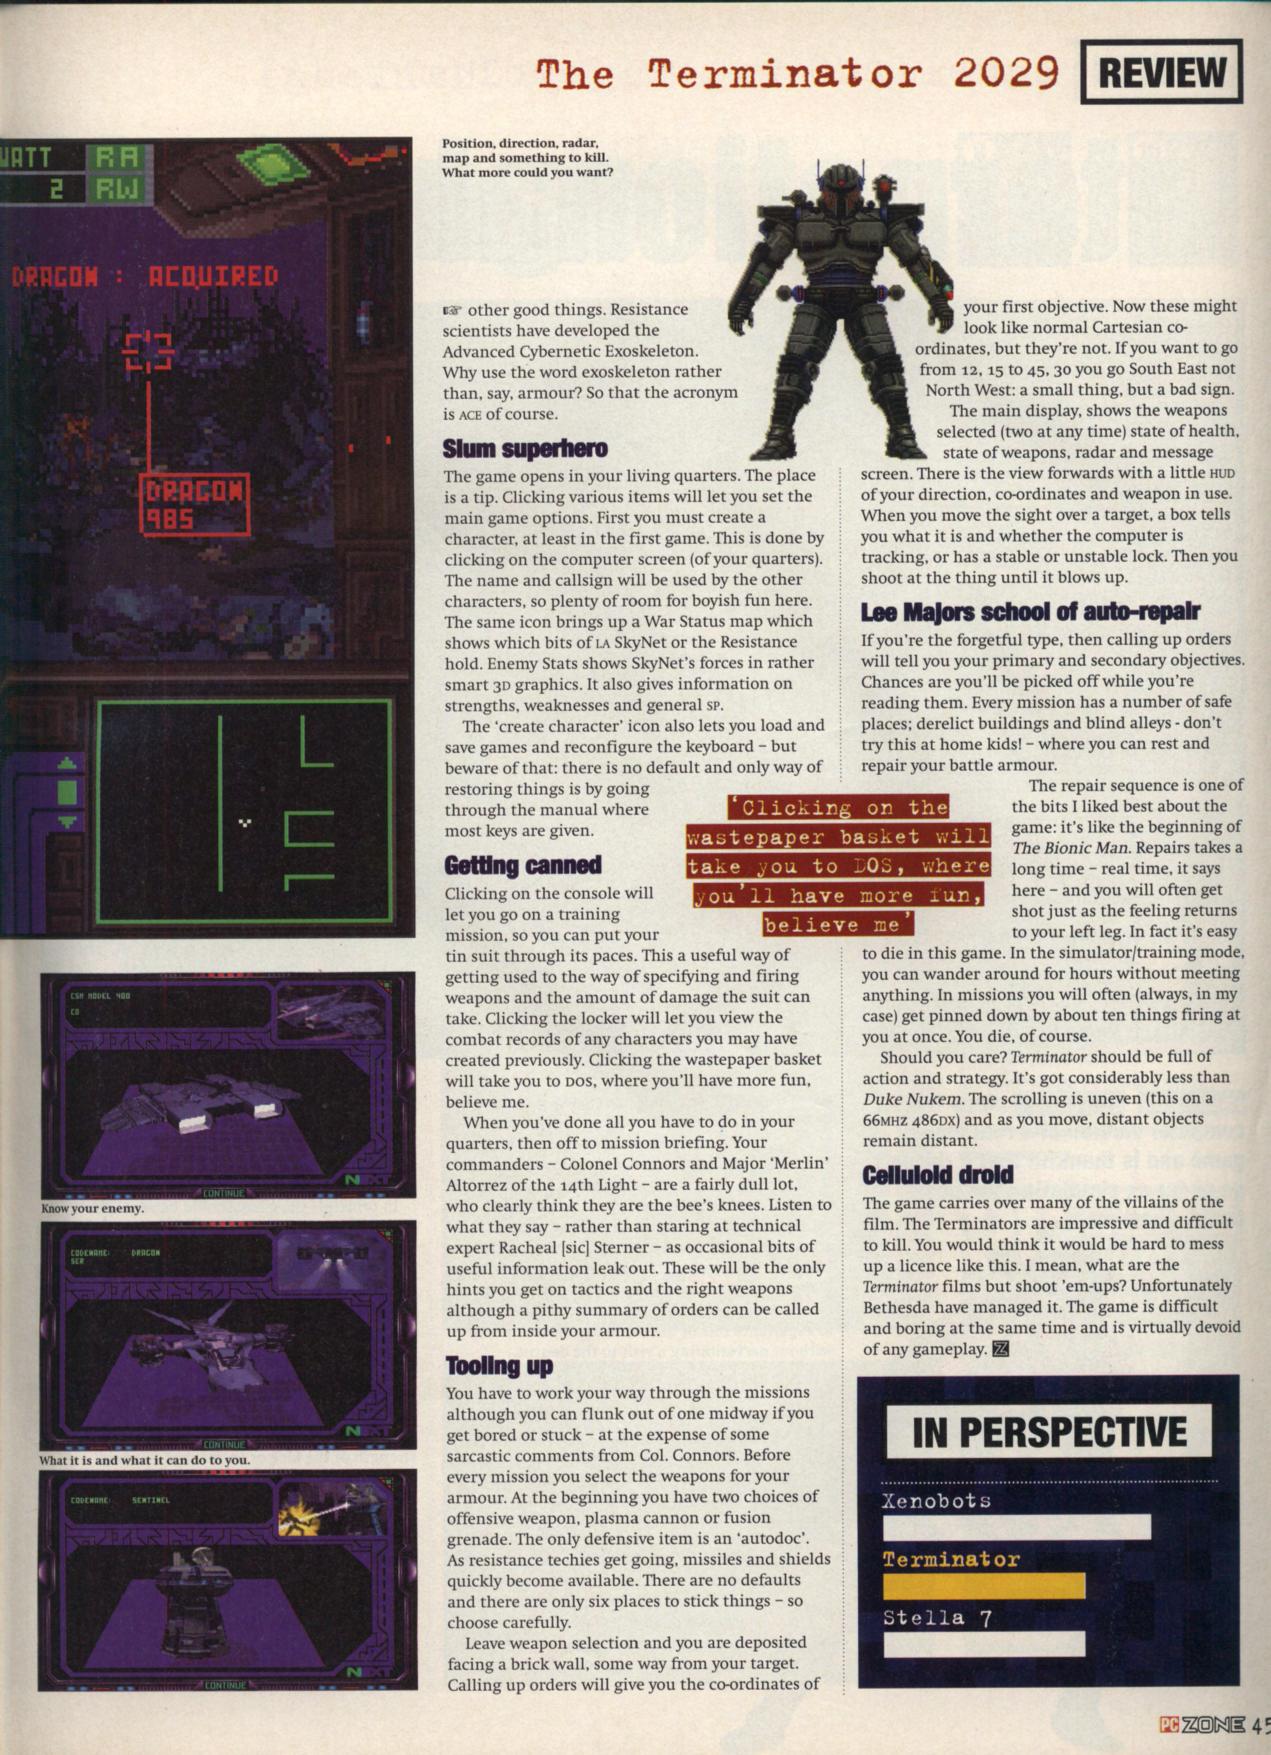 The Terminator 2029 REVIEW
WATT RA
2 RW
DRAGON : ACQUIRED
DRAGON
985
Position, direction, radar,
map and something to kill.
What more could you want?
☞ other good things. Resistance
scientists have developed the
Advanced Cybernetic Exoskeleton.
Why use the word exoskeleton rather
than, say, armour? So that the acronym
is ACE of course.
Slum superhero
The game opens in your living quarters. The place
is a tip. Clicking various items will let you set the
main game options. First you must create a
character, at least in the first game. This is done by
clicking on the computer screen (of your quarters).
The name and callsign will be used by the other
characters, so plenty of room for boyish fun here.
The same icon brings up a War Status map which
shows which bits of LA SkyNet or the Resistance
hold. Enemy Stats shows SkyNet's forces in rather
smart 3D graphics. It also gives information on
strengths, weaknesses and general SP.
The 'create character' icon also lets you load and
save games and reconfigure the keyboard – but
beware of that: there is no default and only way of
restoring things is by going
through the manual where
most keys are given.
Getting canned
Clicking on the console will
let you go on a training
mission, so you can put your
tin suit through its paces. This a useful way of
getting used to the way of specifying and firing
weapons and the amount of damage the suit can
take. Clicking the locker will let you view the
combat records of any characters you may have
created previously. Clicking the wastepaper basket
will take you to DOS, where you'll have more fun,
believe me.
When you've done all you have to do in your
quarters, then off to mission briefing. Your
commanders – Colonel Connors and Major 'Merlin'
Altorrez of the 14th Light – are a fairly dull lot,
who clearly think they are the bee's knees. Listen to
what they say – rather than staring at technical
expert Racheal [sic] Sterner – as occasional bits of
useful information leak out. These will be the only
hints you get on tactics and the right weapons
although a pithy summary of orders can be called
up from inside your armour.
Tooling up
You have to work your way through the missions
although you can flunk out of one midway if you
get bored or stuck – at the expense of some
sarcastic comments from Col. Connors. Before
every mission you select the weapons for your
armour. At the beginning you have two choices of
offensive weapon, plasma cannon or fusion
grenade. The only defensive item is an 'autodoc'.
As resistance techies get going, missiles and shields
quickly become available. There are no defaults
and there are only six places to stick things – so
choose carefully.
Leave weapon selection and you are deposited
facing a brick wall, some way from your target.
Calling up orders will give you the co-ordinates of
your first objective. Now these might
look like normal Cartesian co-
ordinates, but they're not. If you want to go
from 12, 15 to 45, 30 you go South East not
North West: a small thing, but a bad sign.
The main display, shows the weapons
selected (two at any time) state of health,
state of weapons, radar and message
screen. There is the view forwards with a little HUD
of your direction, co-ordinates and weapon in use.
When you move the sight over a target, a box tells
you what it is and whether the computer is
tracking, or has a stable or unstable lock. Then you
shoot at the thing until it blows up.
Lee Majors school of auto-repair
If you're the forgetful type, then calling up orders
will tell you your primary and secondary objectives.
Chances are you'll be picked off while you're
reading them. Every mission has a number of safe
places; derelict buildings and blind alleys - don't
try this at home kids! – where you can rest and
repair your battle armour.
The repair sequence is one of
the bits I liked best about the
game: it's like the beginning of
The Bionic Man. Repairs takes a
long time – real time, it says
here – and you will often get
shot just as the feeling returns
to your left leg. In fact it's easy
to die in this game. In the simulator/training mode,
you can wander around for hours without meeting
anything. In missions you will often (always, in my
case) get pinned down by about ten things firing at
you at once. You die, of course.
Should you care? Terminator should be full of
action and strategy. It's got considerably less than
Duke Nukem. The scrolling is uneven (this on a
66MHZ 486DX) and as you move, distant objects
remain distant.
Celluloid droid
The game carries over many of the villains of the
film. The Terminators are impressive and difficult
to kill. You would think it would be hard to mess
up a licence like this. I mean, what are the
Terminator films but shoot 'em-ups? Unfortunately
Bethesda have managed it. The game is difficult
and boring at the same time and is virtually devoid
of any gameplay. Z
'Clicking on the
wastepaper basket will
take you to DOS, where
you'll have more fun,
believe me'
CSM MODEL 400
CO
NEXT
CONTINUE
Know your enemy.
CODENAME: DRAGON
SER
NEXT
CONTINUE
What it is and what it can do to you.
CODENAME: SENTINEL
NEXT
CONTINUE
IN PERSPECTIVE
Xenobots
Terminator
Stella 7
PC ZONE 45